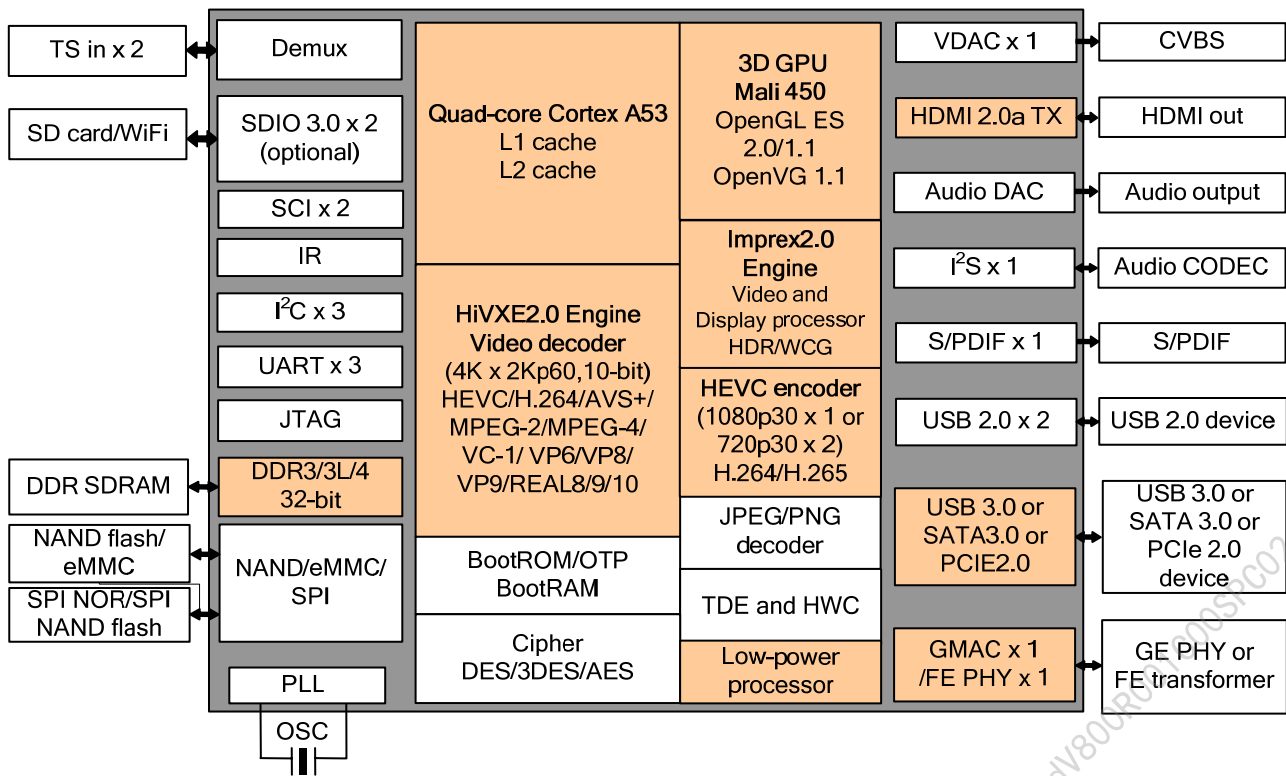 TS in x 2
Demux
SD card/WiFi
SDIO 3.0 x 2
(optional)
SCI x 2
IR
I²C x 3
UART x 3
JTAG
DDR SDRAM
DDR3/3L/4
32-bit
NAND flash/
eMMC
SPI NOR/SPI
NAND flash
NAND/eMMC/
SPI
PLL
OSC
Quad-core Cortex A53
L1 cache
L2 cache
HiVXE2.0 Engine
Video decoder
(4K x 2Kp60,10-bit)
HEVC/H.264/AVS+/
MPEG-2/MPEG-4/
VC-1/ VP6/VP8/
VP9/REAL8/9/10
BootROM/OTP
BootRAM
Cipher
DES/3DES/AES
3D GPU
Mali 450
OpenGL ES
2.0/1.1
OpenVG 1.1
Imprex2.0
Engine
Video and
Display processor
HDR/WCG
HEVC encoder
(1080p30 x 1 or
720p30 x 2)
H.264/H.265
JPEG/PNG
decoder
TDE and HWC
Low-power
processor
VDAC x 1
CVBS
HDMI 2.0a TX
HDMI out
Audio DAC
Audio output
I²S x 1
Audio CODEC
S/PDIF x 1
S/PDIF
USB 2.0 x 2
USB 2.0 device
USB 3.0 or
SATA3.0 or
PCIE2.0
USB 3.0 or
SATA 3.0 or
PCIe 2.0
device
GMAC x 1
/FE PHY x 1
GE PHY or
FE transformer